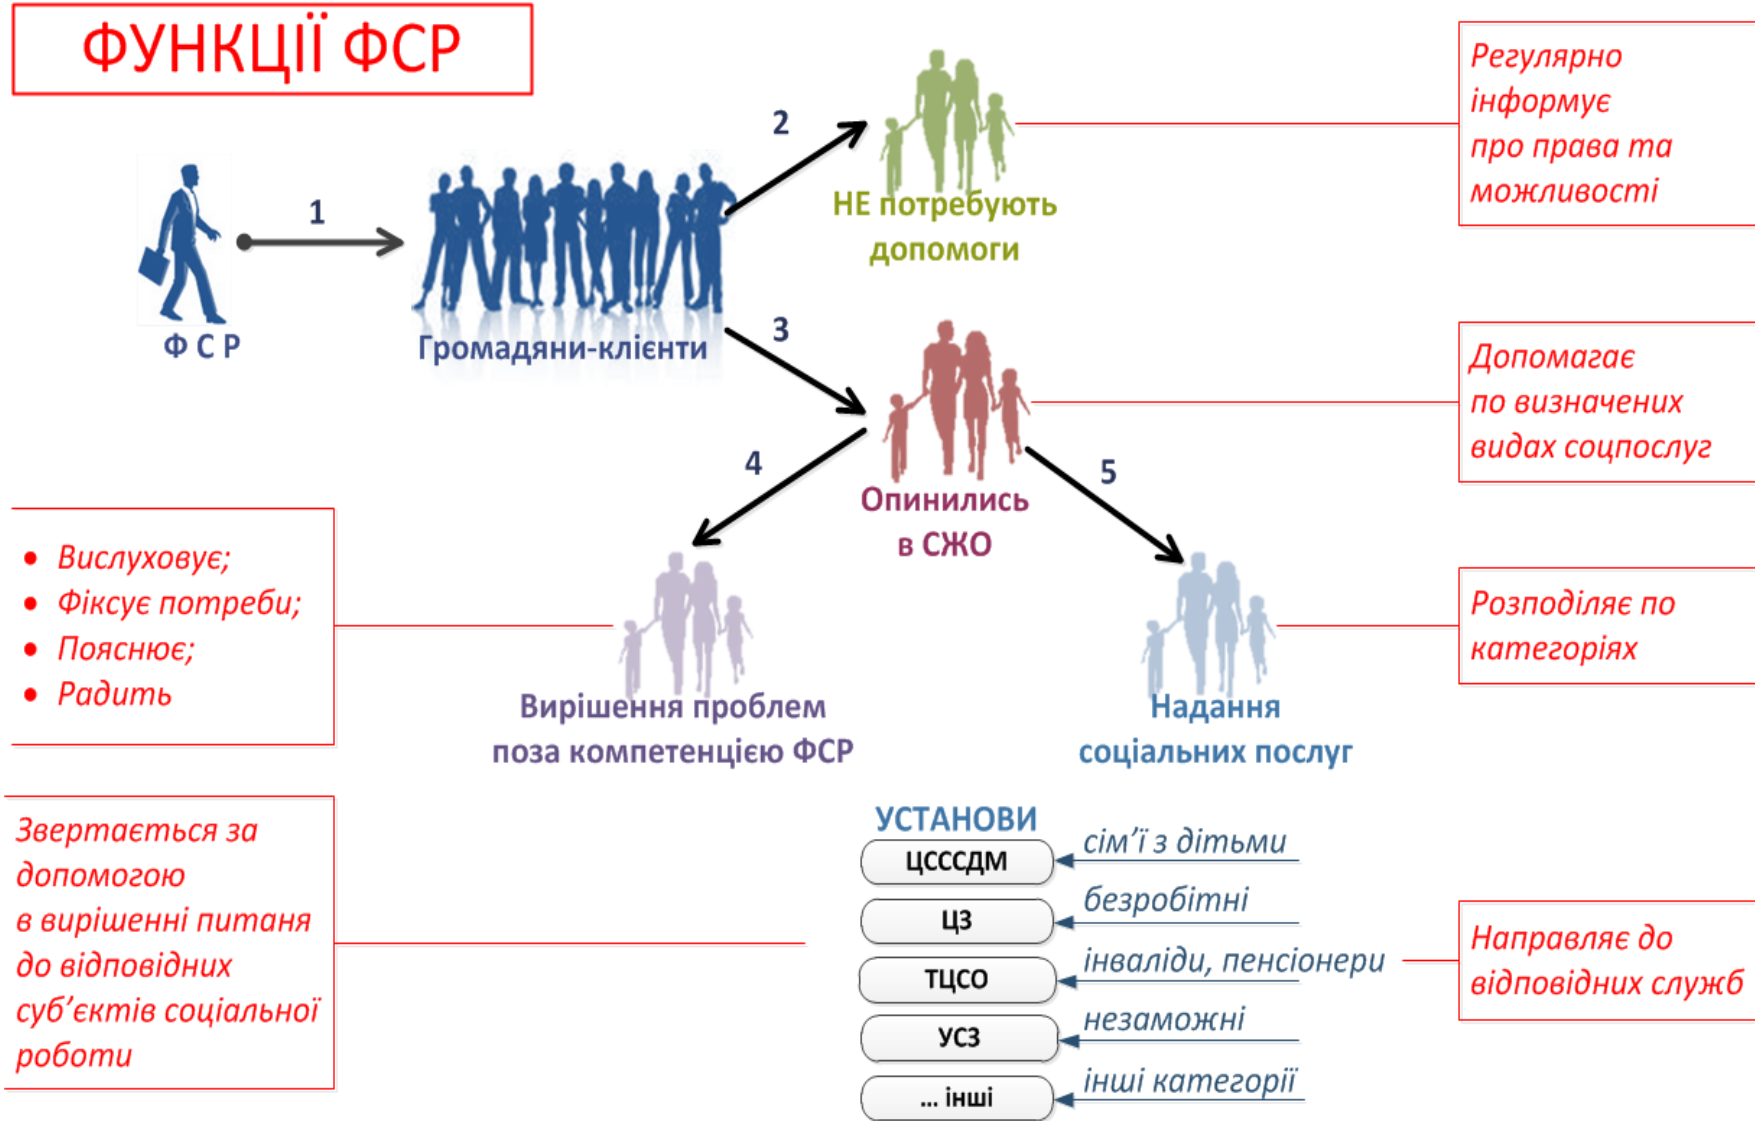 ФУНКЦІЇ ФСР
1
Ф С Р
Громадяни-клієнти
2
НЕ потребують
допомоги
Регулярно
інформує
про права та
можливості
3
Опинились
в СЖО
Допомагає
по визначених
видах соцпослуг
4
5
• Вислуховує;
• Фіксує потреби;
• Пояснює;
• Радить
Вирішення проблем
поза компетенцією ФСР
Надання
соціальних послуг
Розподіляє по
категоріях
Звертається за
допомогою
в вирішенні питаня
до відповідних
суб’єктів соціальної
роботи
УСТАНОВИ
ЦСССДМ
сім’ї з дітьми
ЦЗ
безробітні
ТЦСО
інваліди, пенсіонери
УСЗ
незаможні
... інші
інші категорії
Направляє до
відповідних служб